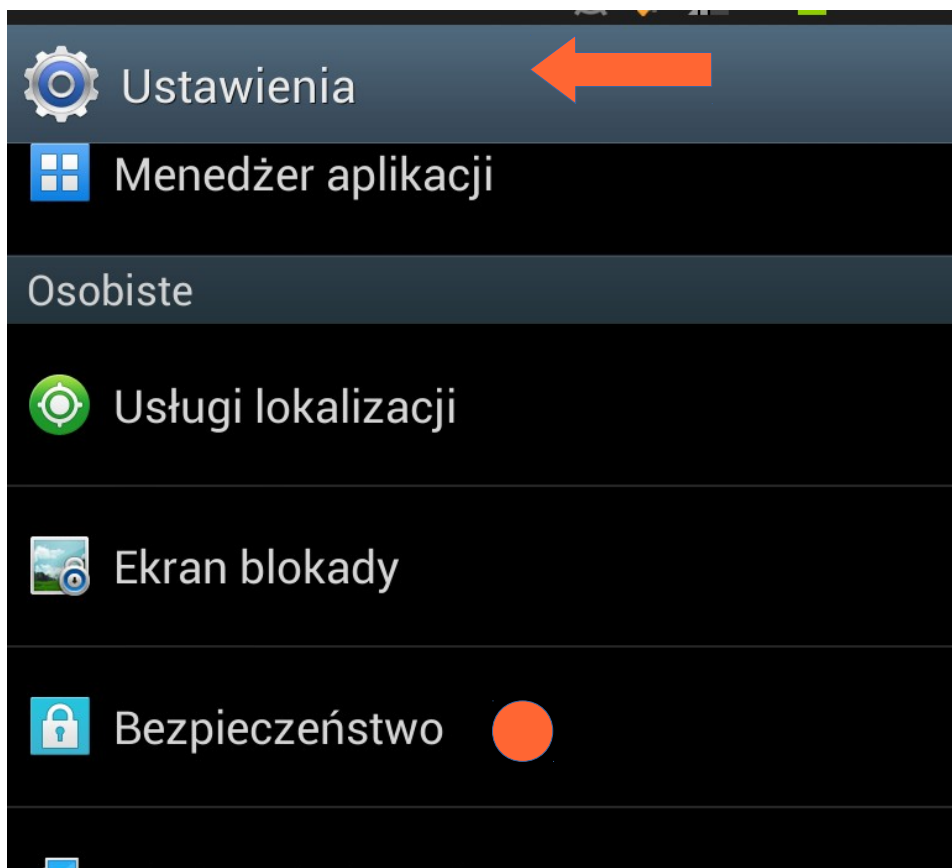 Ustawienia
Menedżer aplikacji
Osobiste
Usługi lokalizacji
Ekran blokady
Bezpieczeństwo